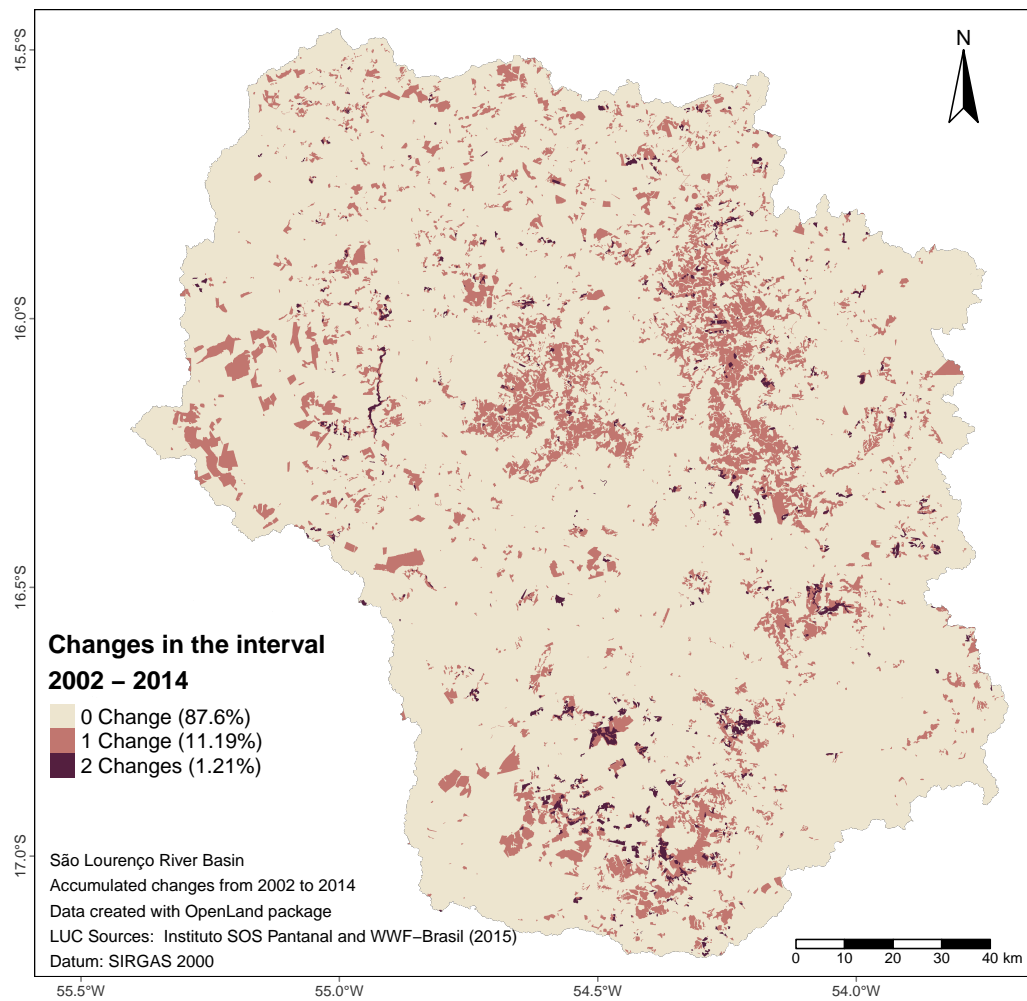 N
15.5°S
16.0°S
16.5°S
17.0°S
Changes in the interval
2002 − 2014
0 Change (87.6%)
1 Change (11.19%)
2 Changes (1.21%)
São Lourenço River Basin
Accumulated changes from 2002 to 2014
Data created with OpenLand package
LUC Sources: Instituto SOS Pantanal and WWF−Brasil (2015)
Datum: SIRGAS 2000
0 10 20 30 40 km
55.5°W 55.0°W 54.5°W 54.0°W